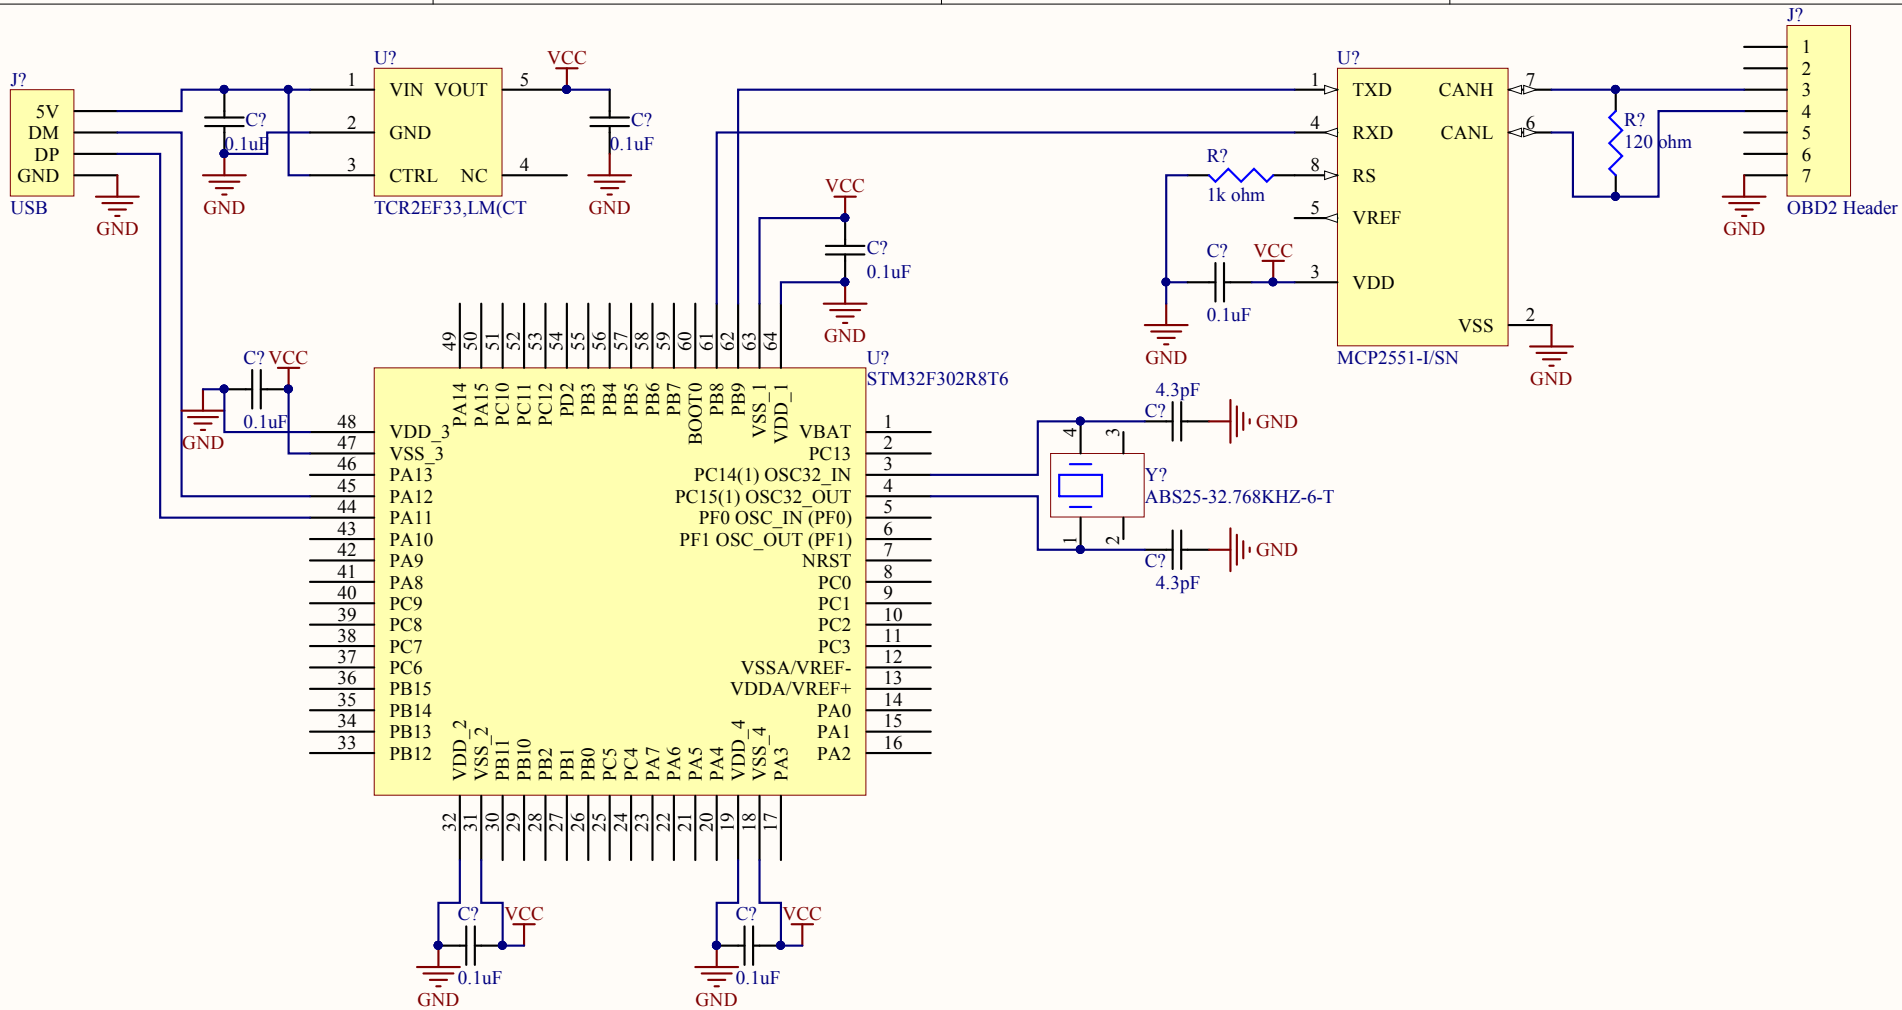 J?
5V
DM
DP
GND
USB
GND
C?
0.1uF
GND
U?
1
VIN VOUT
5
2
GND
3
CTRL NC
4
TCR2EF33,LM(CT
VCC
C?
0.1uF
GND
VCC
C?
0.1uF
GND
U?
1
TXD
CANH
7
4
RXD
CANL
6
8
RS
5
VREF
3
VDD
VSS
2
MCP2551-I/SN
GND
R?
1k ohm
C?
VCC
0.1uF
GND
R?
120 ohm
J?
1
2
3
4
5
6
7
OBD2 Header
GND
C? VCC
0.1uF
GND
U?
STM32F302R8T6
49 PA14
50 PA15
51 PC10
52 PC11
53 PC12
54 PD2
55 PB3
56 PB4
57 PB5
58 PB6
59 PB7
60 BOOT0
61 PB8
62 PB9
63 VSS_1
64 VDD_1
48 VDD_3
47 VSS_3
46 PA13
45 PA12
44 PA11
43 PA10
42 PA9
41 PA8
40 PC9
39 PC8
38 PC7
37 PC6
36 PB15
35 PB14
34 PB13
33 PB12
VBAT 1
PC13 2
PC14(1) OSC32_IN 3
PC15(1) OSC32_OUT 4
PF0 OSC_IN (PF0) 5
PF1 OSC_OUT (PF1) 6
NRST 7
PC0 8
PC1 9
PC2 10
PC3 11
VSSA/VREF- 12
VDDA/VREF+ 13
PA0 14
PA1 15
PA2 16
VDD_2 32
VSS_2 31
PB11 30
PB10 29
PB2 28
PB1 27
PB0 26
PC5 25
PC4 24
PA7 23
PA6 22
PA5 21
PA4 20
VDD_4 19
VSS_4 18
PA3 17
4.3pF
C?
GND
4
3
Y?
ABS25-32.768KHZ-6-T
1
2
C?
4.3pF
GND
C?
VCC
0.1uF
GND
C?
VCC
0.1uF
GND